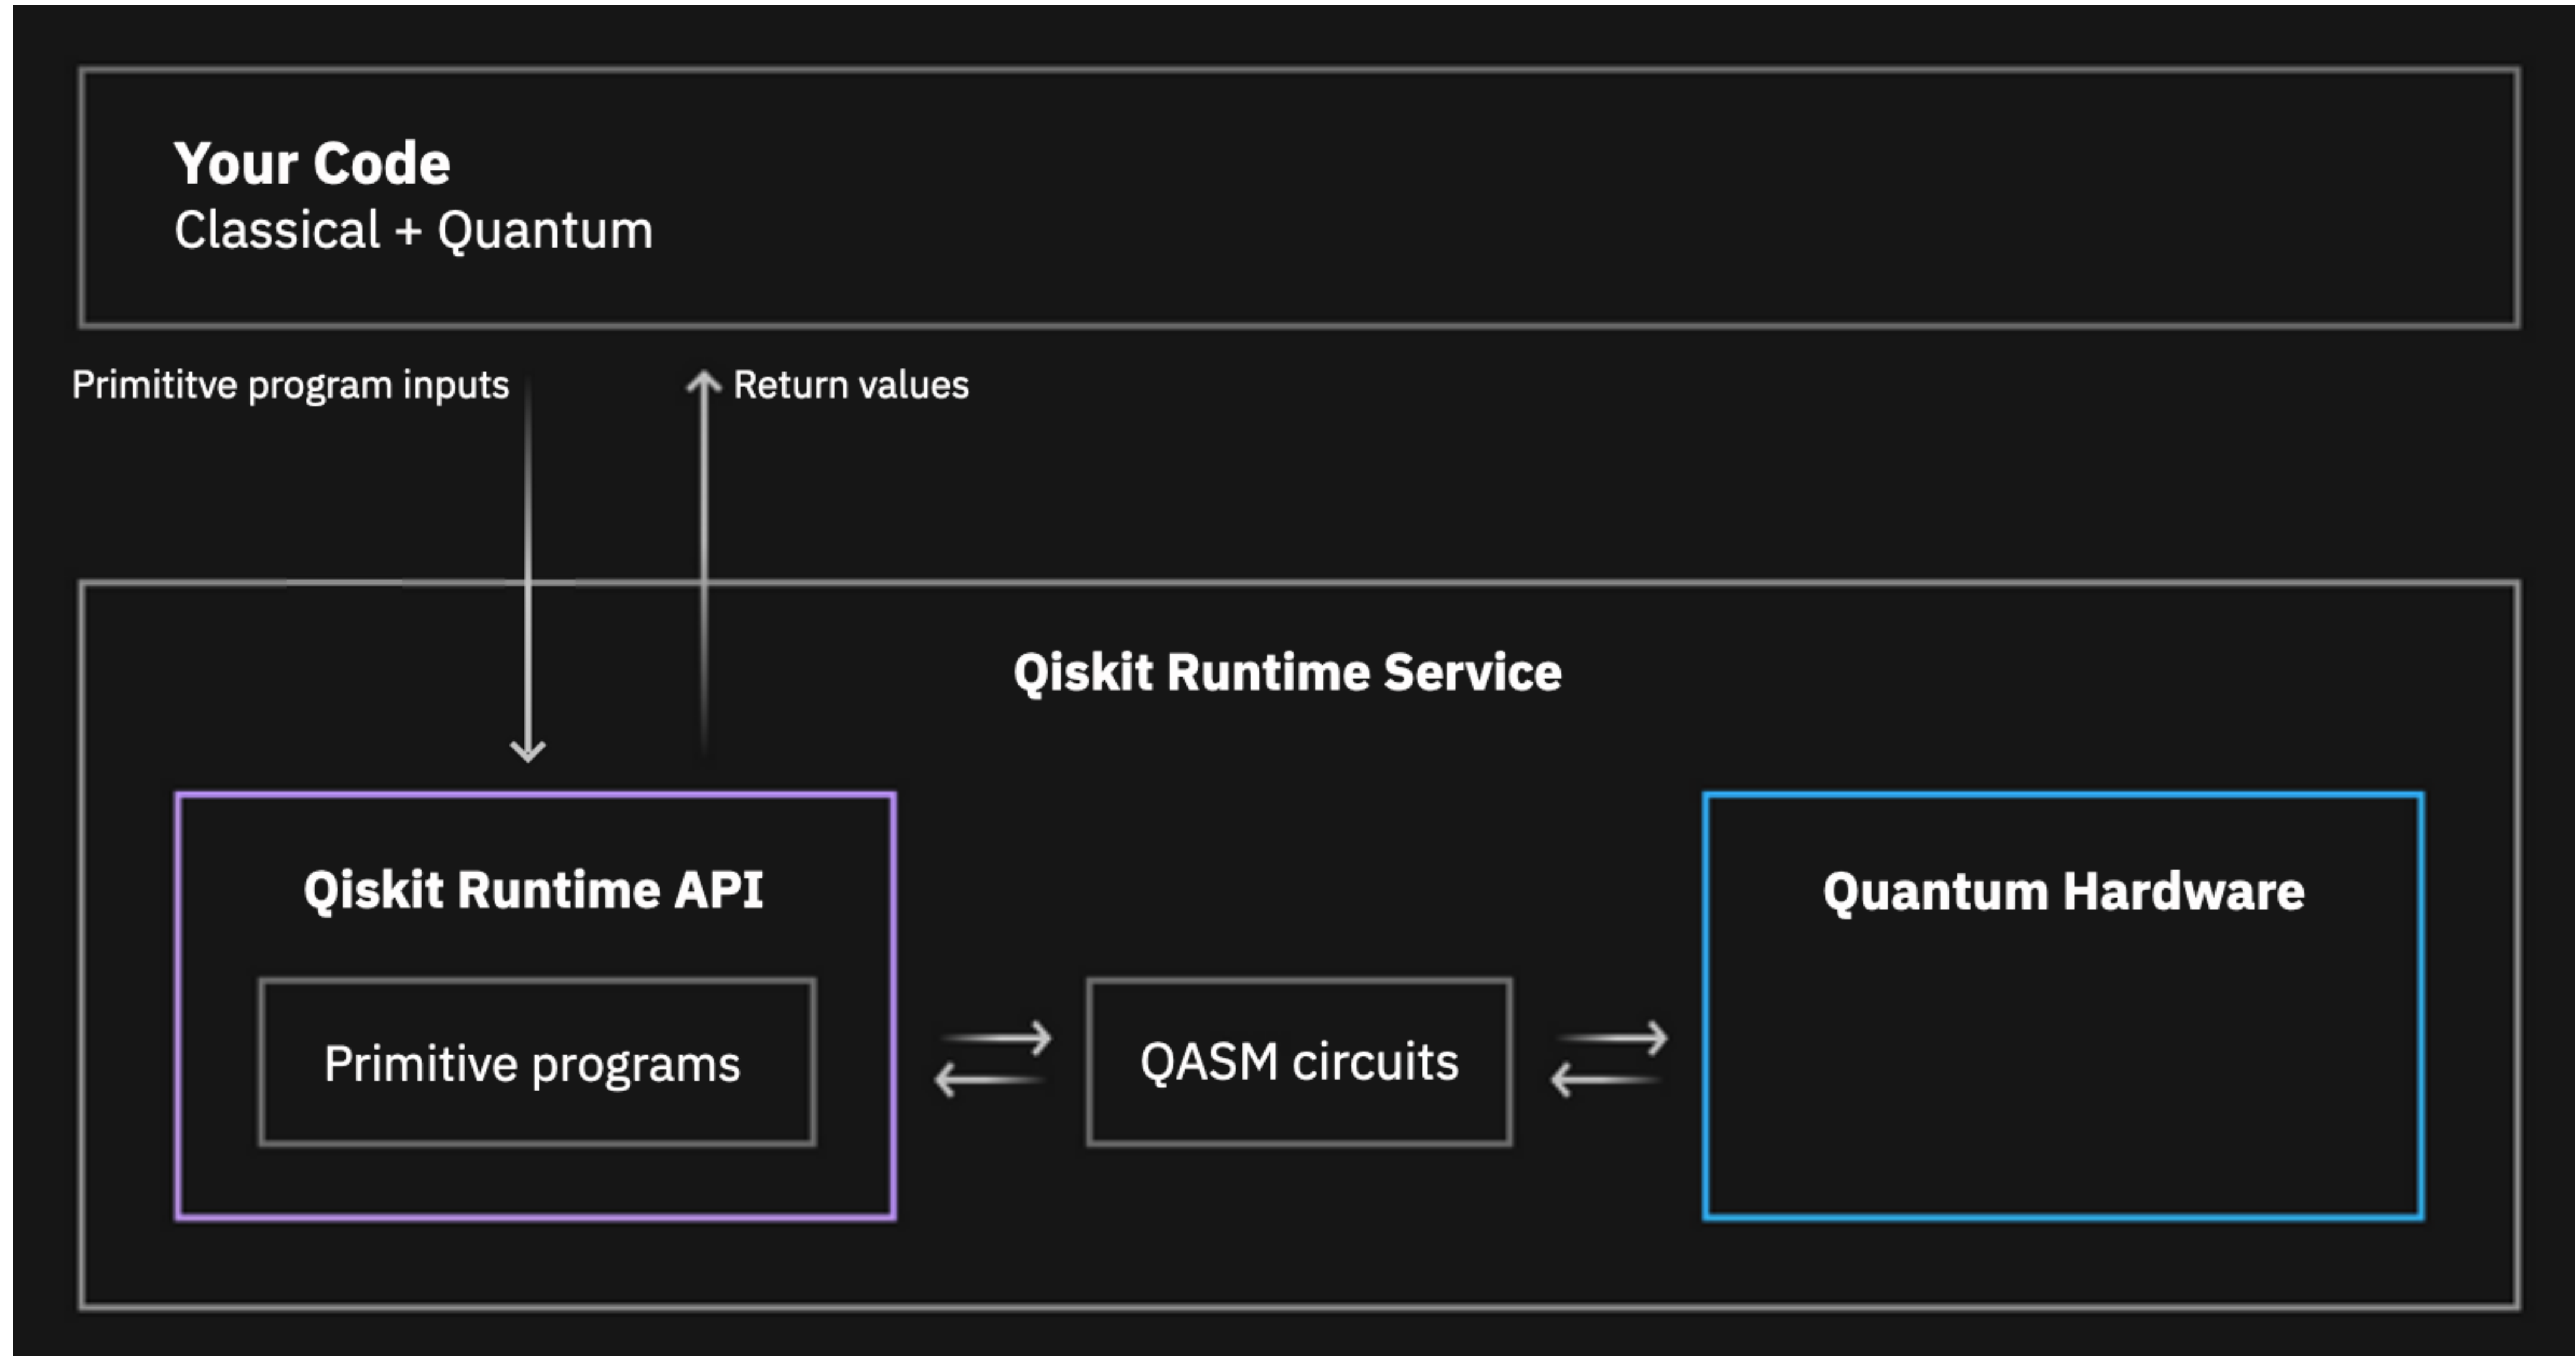 Your Code
Classical + Quantum
Primititve program inputs
Return values
Qiskit Runtime Service
Qiskit Runtime API
Quantum Hardware
Primitive programs
QASM circuits